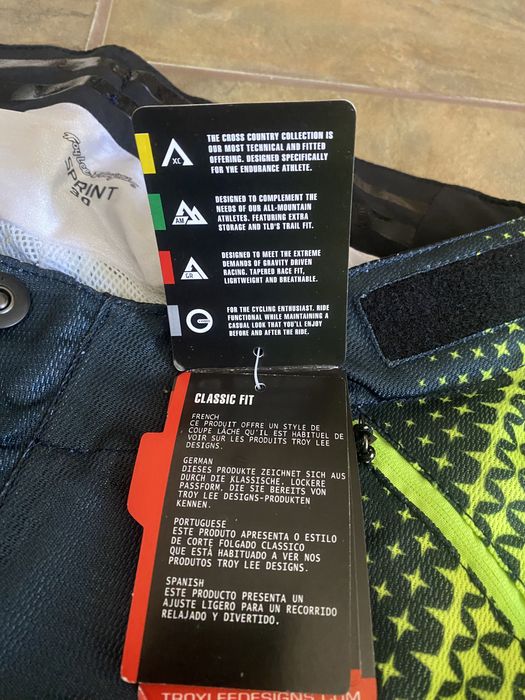 SPRINT
30
XC
THE CROSS COUNTRY COLLECTION IS
OUR MOST TECHNICAL AND FITTED
OFFERING. DESIGNED SPECIFICALLY
FOR THE ENDURANCE ATHLETE.
AM
DESIGNED TO COMPLEMENT THE
NEEDS OF OUR ALL-MOUNTAIN
ATHLETES. FEATURING EXTRA
STORAGE AND TLD'S TRAIL FIT.
GR
DESIGNED TO MEET THE EXTREME
DEMANDS OF GRAVITY DRIVEN
RACING. TAPERED RACE FIT,
LIGHTWEIGHT AND BREATHABLE.
FOR THE CYCLING ENTHUSIAST. RIDE
FUNCTIONAL WHILE MAINTAINING A
CASUAL LOOK THAT YOU'LL ENJOY
BEFORE AND AFTER THE RIDE.
CLASSIC FIT
FRENCH
CE PRODUIT OFFRE UN STYLE DE
COUPE LÂCHE QU'IL EST HABITUEL DE
VOIR SUR LES PRODUITS TROY LEE
DESIGNS.
GERMAN
DIESES PRODUKTE ZEICHNET SICH AUS
DURCH DIE KLASSISCHE. LOCKERE
PASSFORM, DIE SIE BEREITS VON
TROY LEE DESIGNS-PRODUKTEN
KENNEN.
PORTUGUESE
ESTE PRODUTO APRESENTA O ESTILO
DE CORTE FOLGADO CLASSICO
QUE ESTÁ HABITUADO A VER NOS
PRODUTOS TROY LEE DESIGNS.
SPANISH
ESTE PRODUCTO PRESENTA UN
AJUSTE LIGERO PARA UN RECORRIDO
RELAJADO Y DIVERTIDO.
TROYLEEDESIGNS.COM